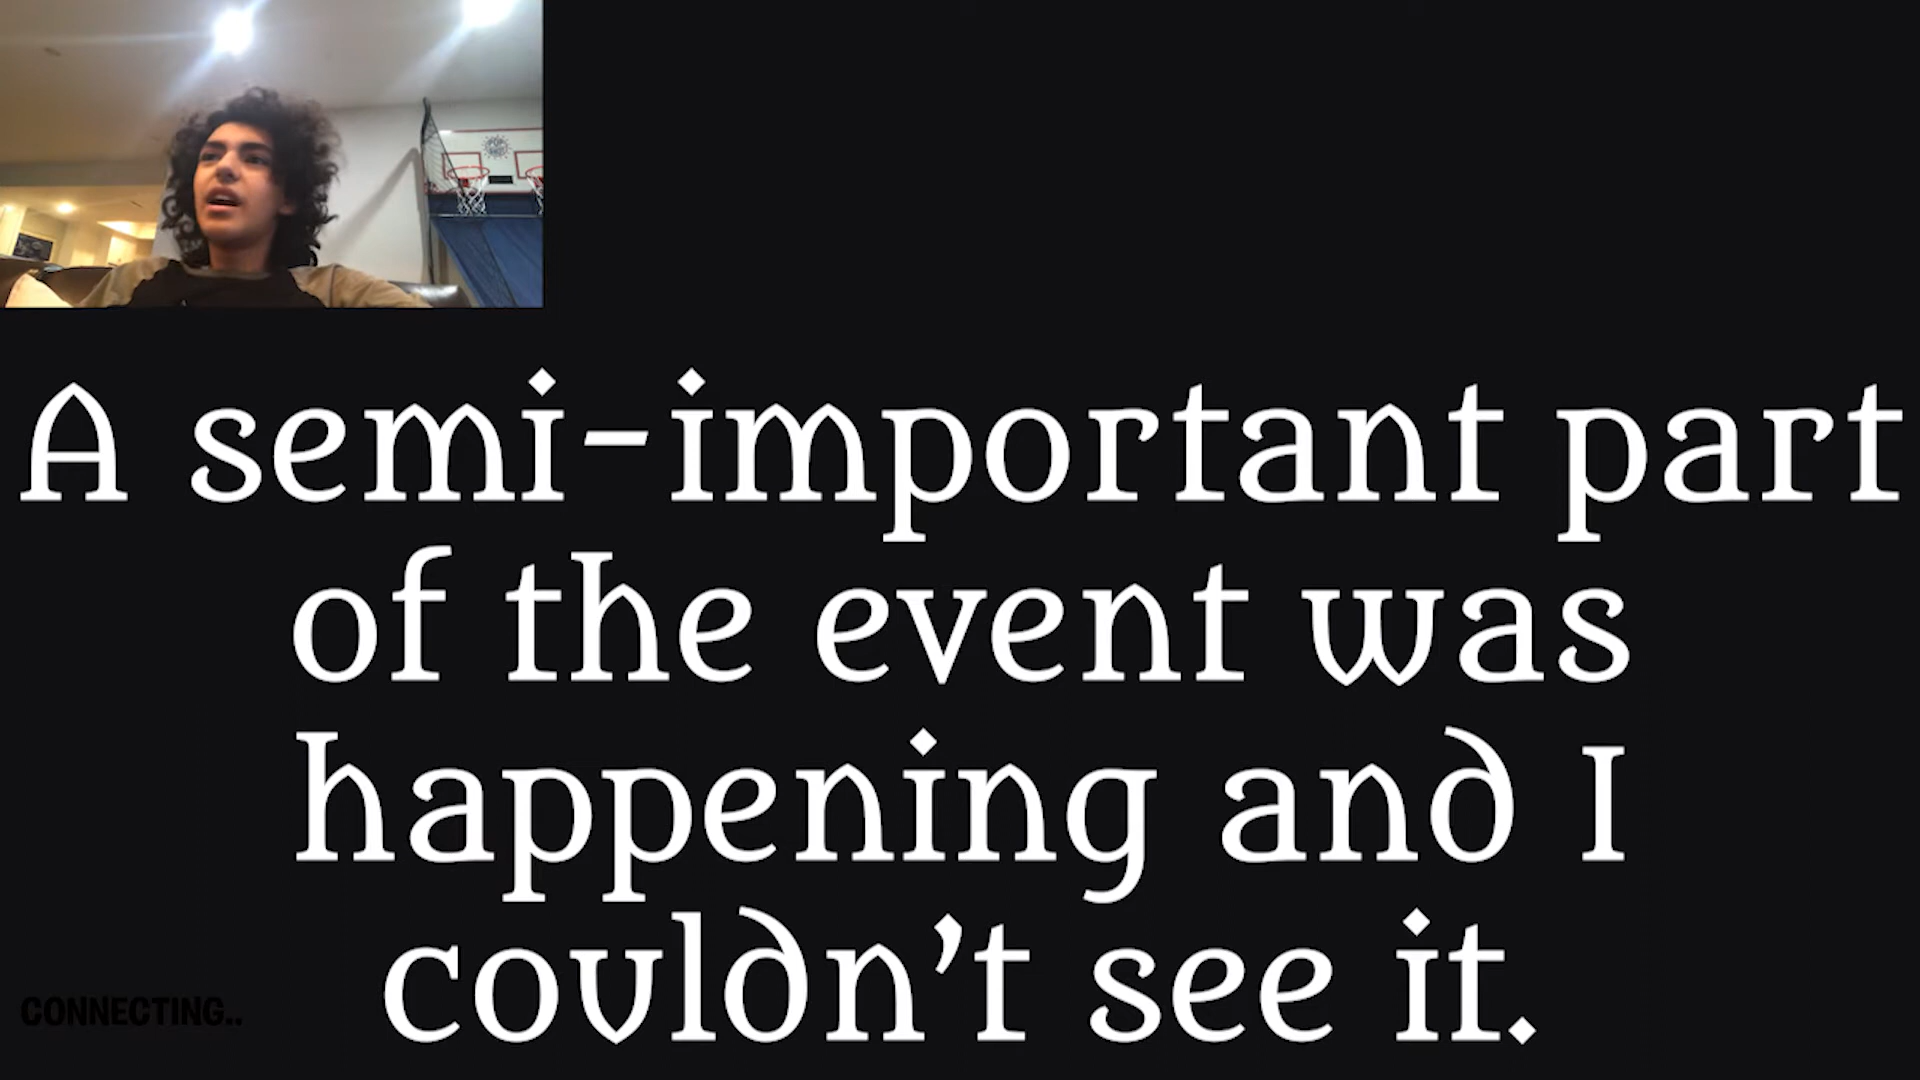 A semi-important part
of the event was
happening and I
couldn't see it.
CONNECTING..